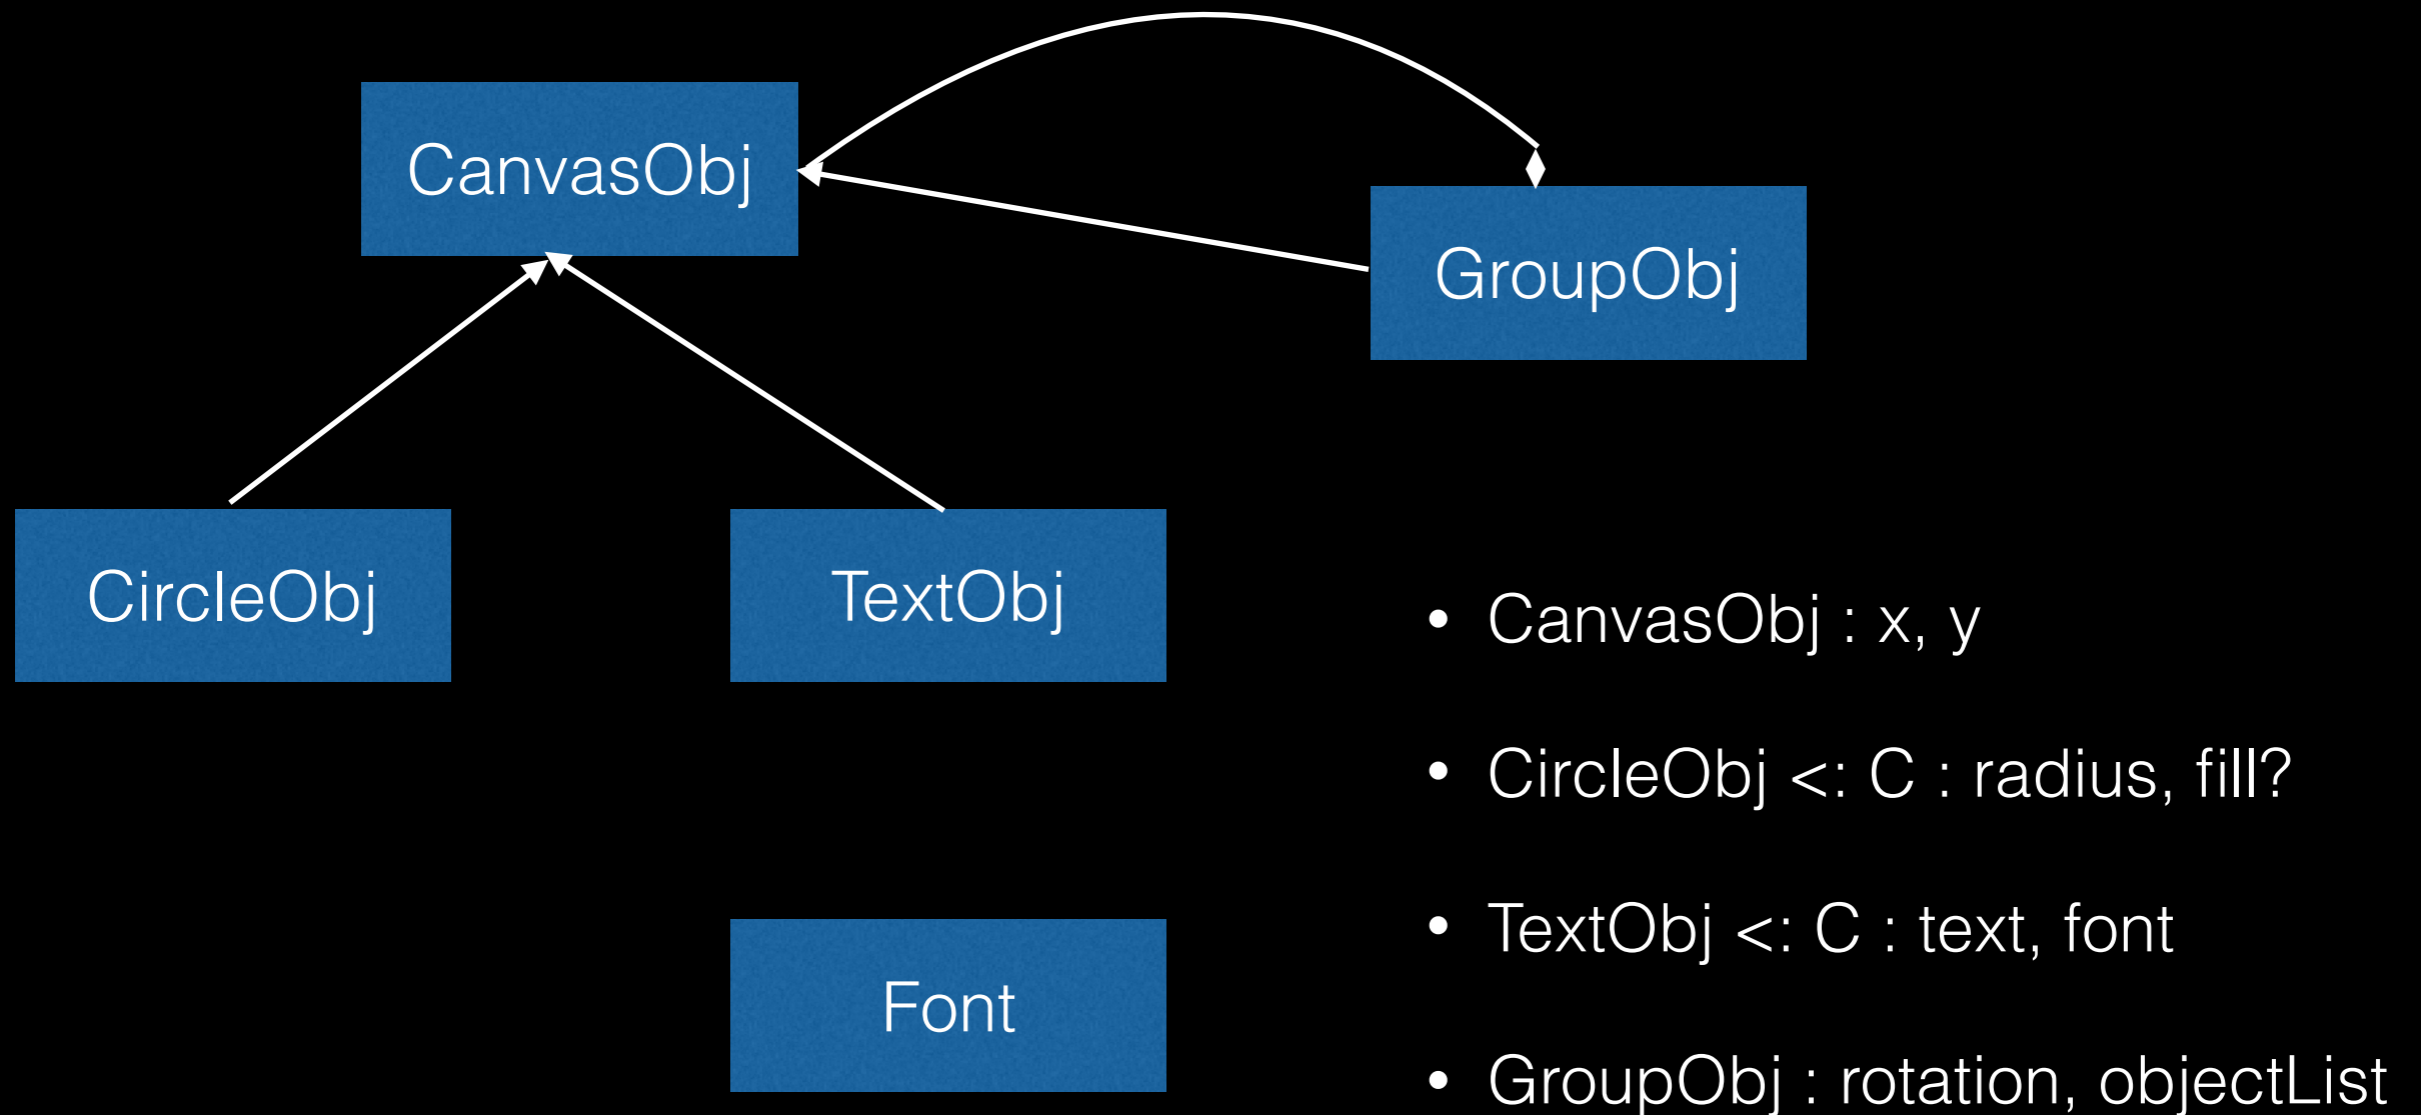 CanvasObj
GroupObj
CircleObj
TextObj
Font
• CanvasObj : x, y
• CircleObj <: C : radius, fill?
• TextObj <: C : text, font
• GroupObj : rotation, objectList